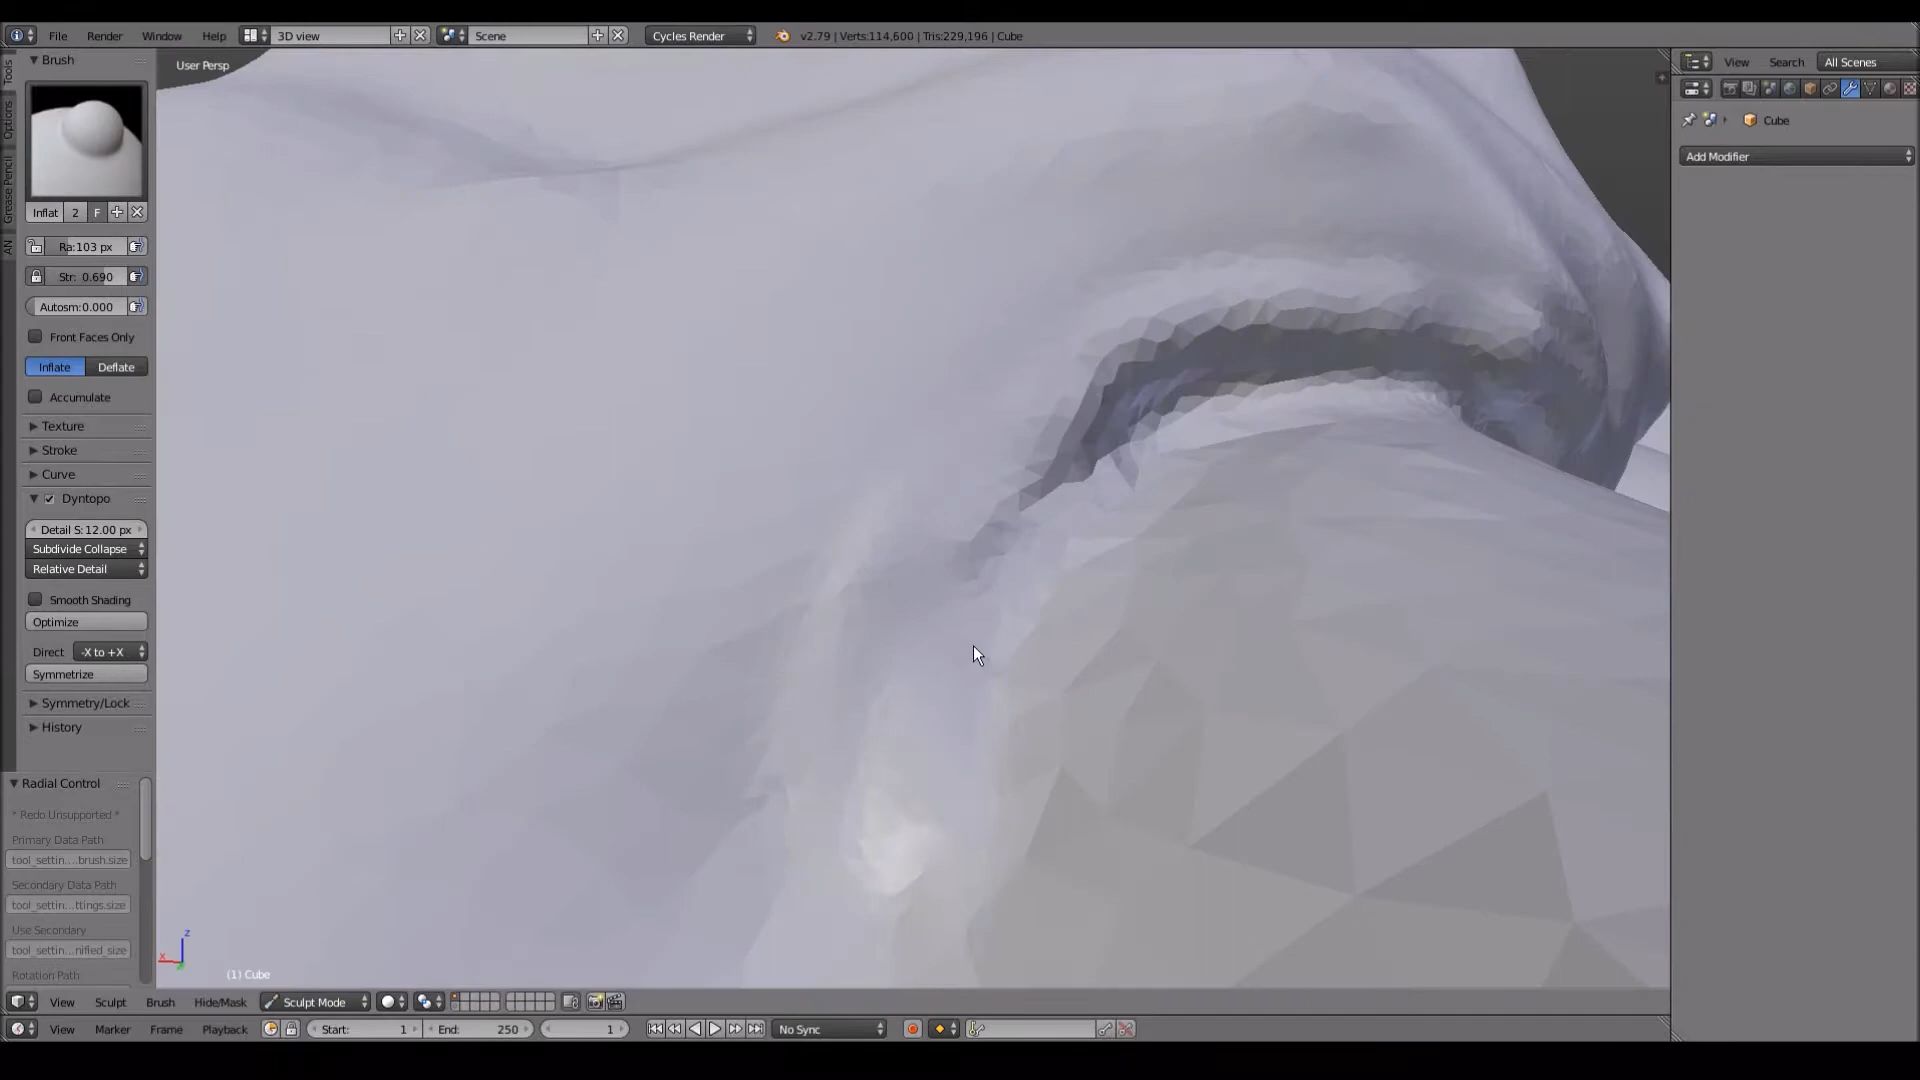 File Render Window Help 3D view Scene Cycles Render v2.79 | Verts:114,600 | Tris:229,196 | Cube
View Search All Scenes
Cube
Add Modifier
Tools
Options
Grease Pencil
AN
Brush
Inflat 2 F
Ra:103 px
Str: 0.690
Autosm:0.000
Front Faces Only
Inflate Deflate
Accumulate
Texture
Stroke
Curve
Dyntopo
Detail S: 12.00 px
Subdivide Collapse
Relative Detail
Smooth Shading
Optimize
Direct -X to +X
Symmetrize
Symmetry/Lock
History
Radial Control
* Redo Unsupported *
Primary Data Path
tool_settin....brush.size
Secondary Data Path
tool_settin...ttings.size
Use Secondary
tool_settin...nified_size
Rotation Path
User Persp
z
x
(1) Cube
View Sculpt Brush Hide/Mask Sculpt Mode
View Marker Frame Playback Start: 1 End: 250 1 No Sync